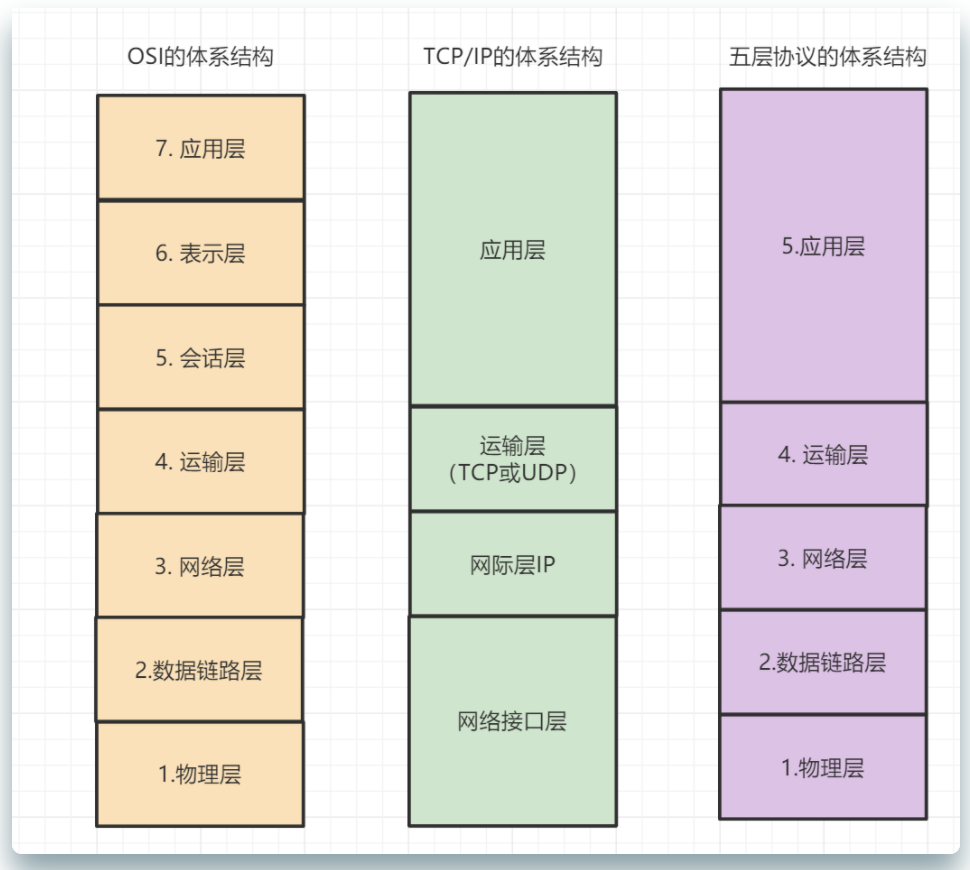 OSI的体系结构
7. 应用层
6. 表示层
5. 会话层
4. 运输层
3. 网络层
2.数据链路层
1.物理层
TCP/IP的体系结构
应用层
运输层
（TCP或UDP）
网际层IP
网络接口层
五层协议的体系结构
5.应用层
4. 运输层
3. 网络层
2.数据链路层
1.物理层